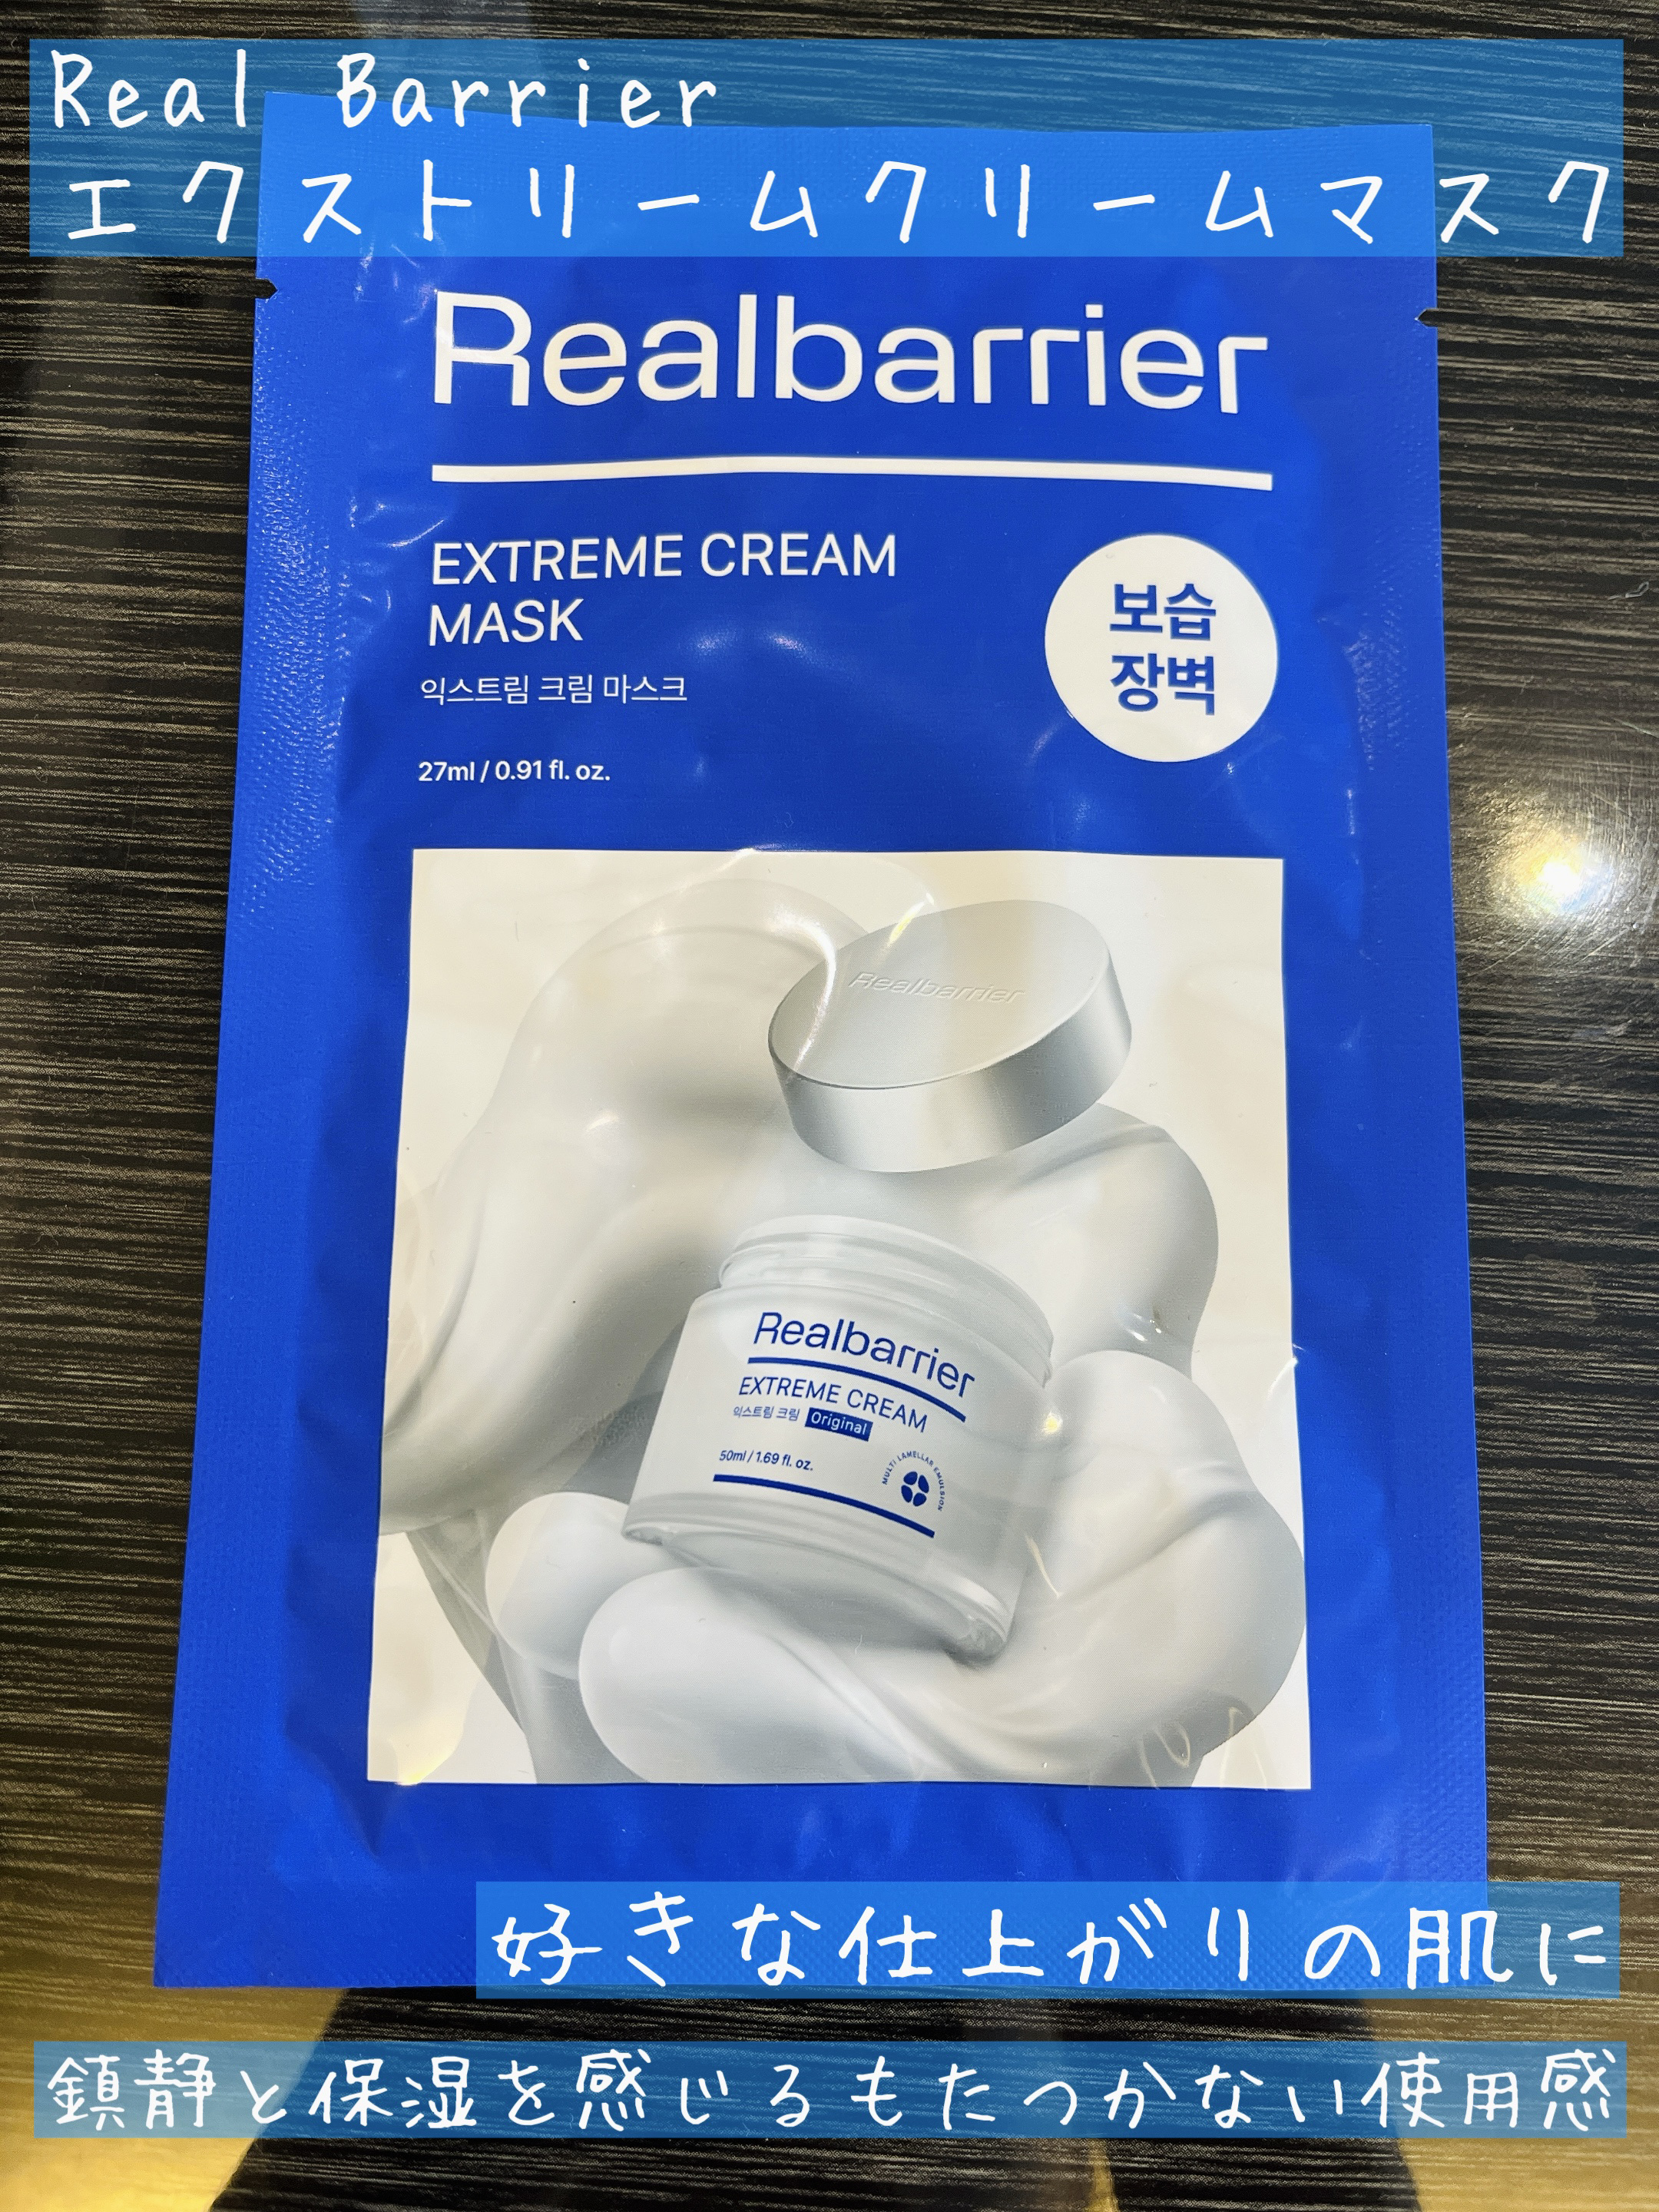 Real Barrier
エクストリームクリームマスク
Realbarrier
EXTREME CREAM
MASK
익스트림 크림 마스크
27ml / 0.91 fl. oz.
보습
장벽
Realbarrier
Realbarrier
EXTREME CREAM
익스트림 크림 Original
50ml / 1.69 fl. oz.
MULTI LAMELLAR EMULSION
好きな仕上がりの肌に
鎮静と保湿を感じるもたつかない使用感